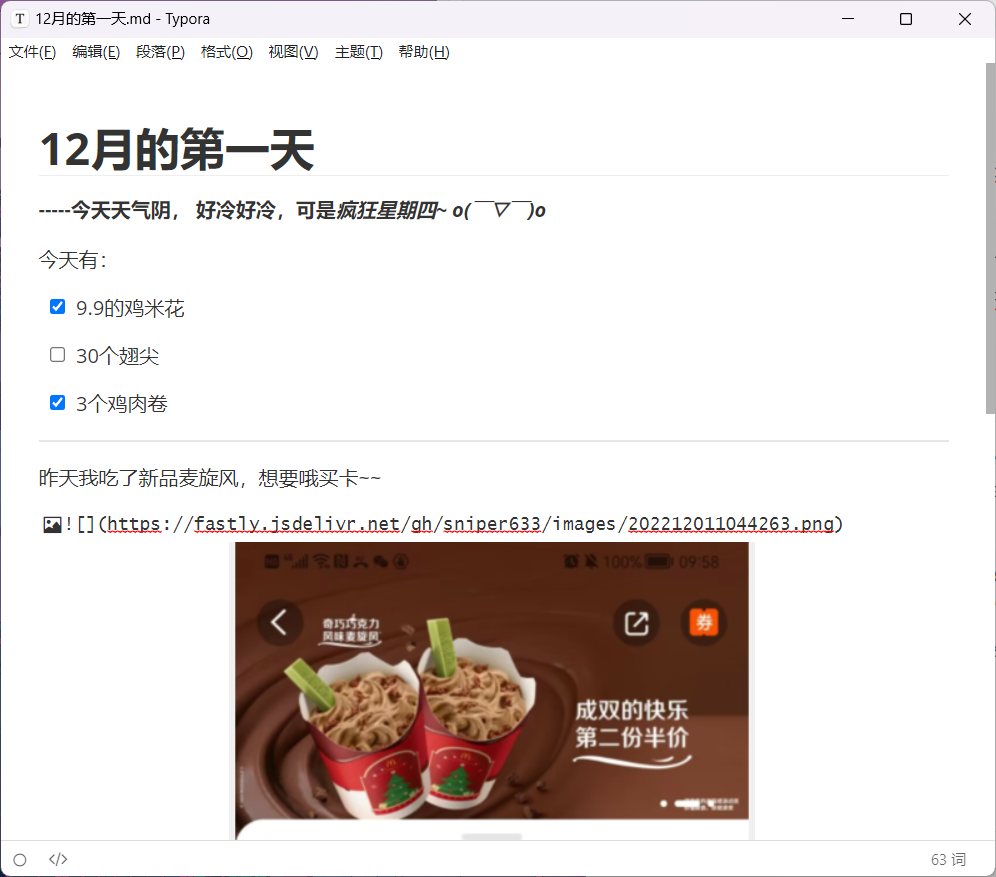 12月的第一天.md - Typora
文件(F) 编辑(E) 段落(P) 格式(O) 视图(V) 主题(T) 帮助(H)
12月的第一天
-----今天天气阴， 好冷好冷，可是疯狂星期四~ o(￣▽￣)o
今天有：
9.9的鸡米花
30个翅尖
3个鸡肉卷
昨天我吃了新品麦旋风，想要哦买卡~~
![](https://fastly.jsdelivr.net/gh/sniper633/images/202212011044263.png)
100% 09:58
奇巧巧克力
风味麦旋风
券
成双的快乐
第二份半价
63 词